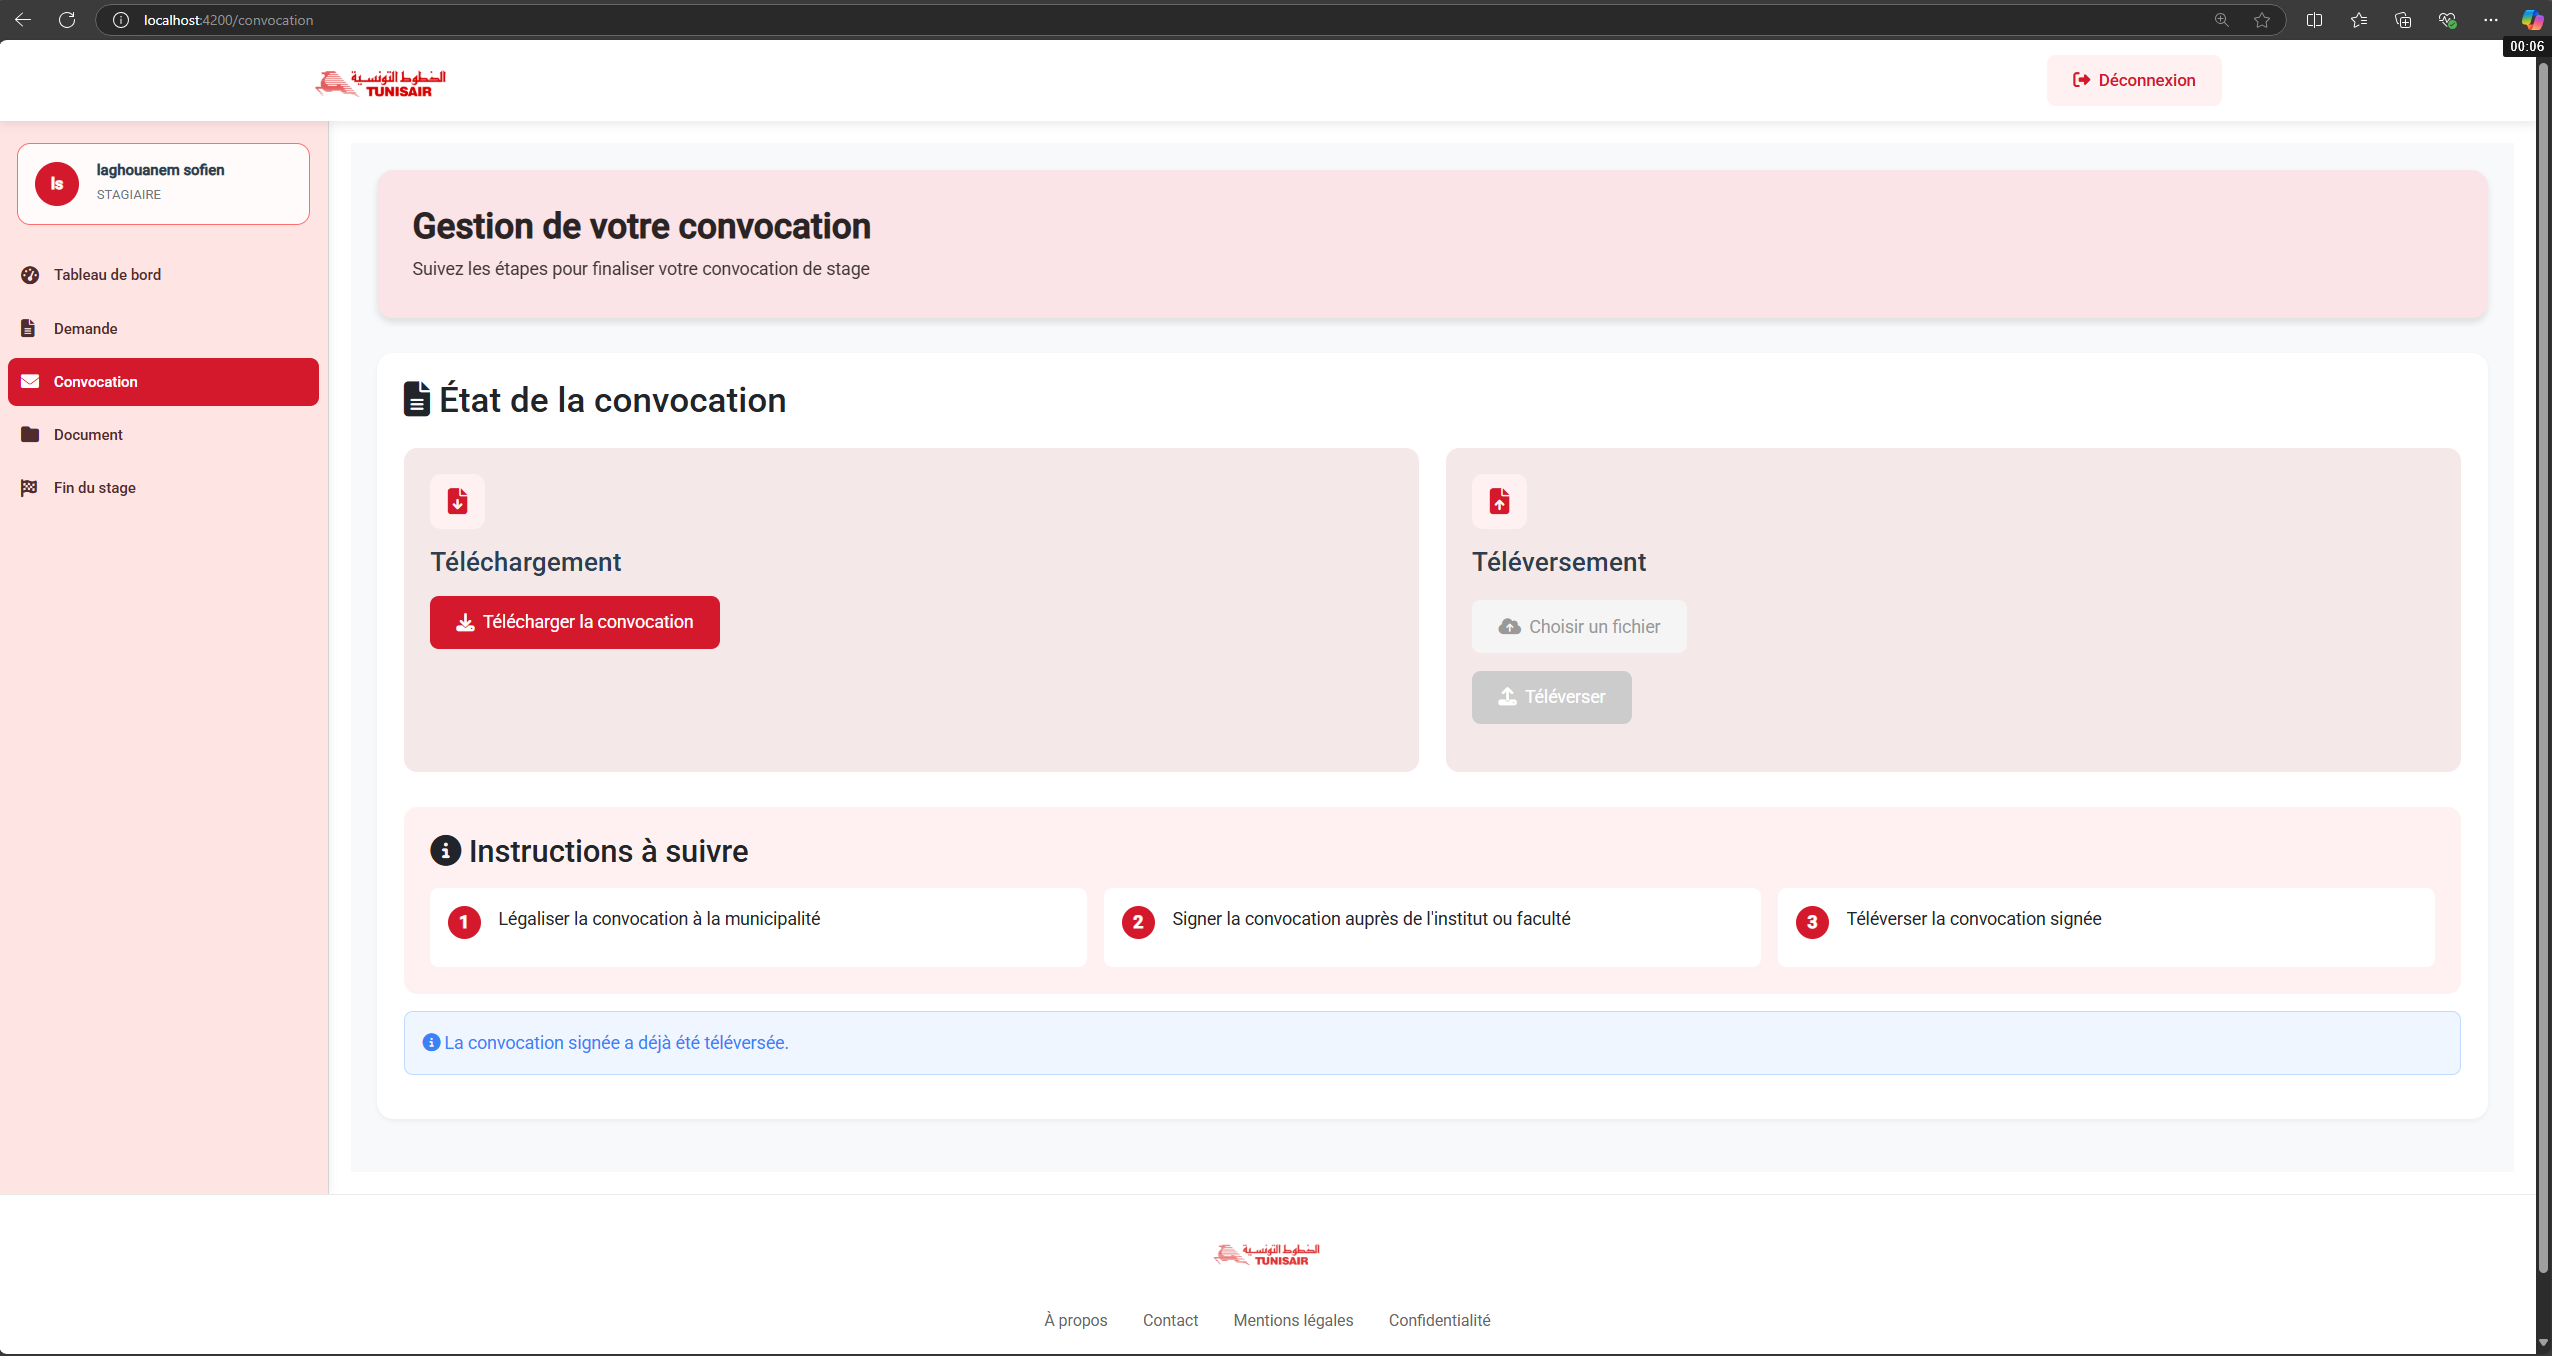 localhost:4200/convocation
00:06
الخطوط التونسية
TUNISAIR
Déconnexion
ls
laghouanem sofien
STAGIAIRE
Tableau de bord
Demande
Convocation
Document
Fin du stage
Gestion de votre convocation
Suivez les étapes pour finaliser votre convocation de stage
État de la convocation
Téléchargement
Télécharger la convocation
Téléversement
Choisir un fichier
Téléverser
Instructions à suivre
1 Légaliser la convocation à la municipalité
2 Signer la convocation auprès de l'institut ou faculté
3 Téléverser la convocation signée
La convocation signée a déjà été téléversée.
الخطوط التونسية
TUNISAIR
À propos Contact Mentions légales Confidentialité